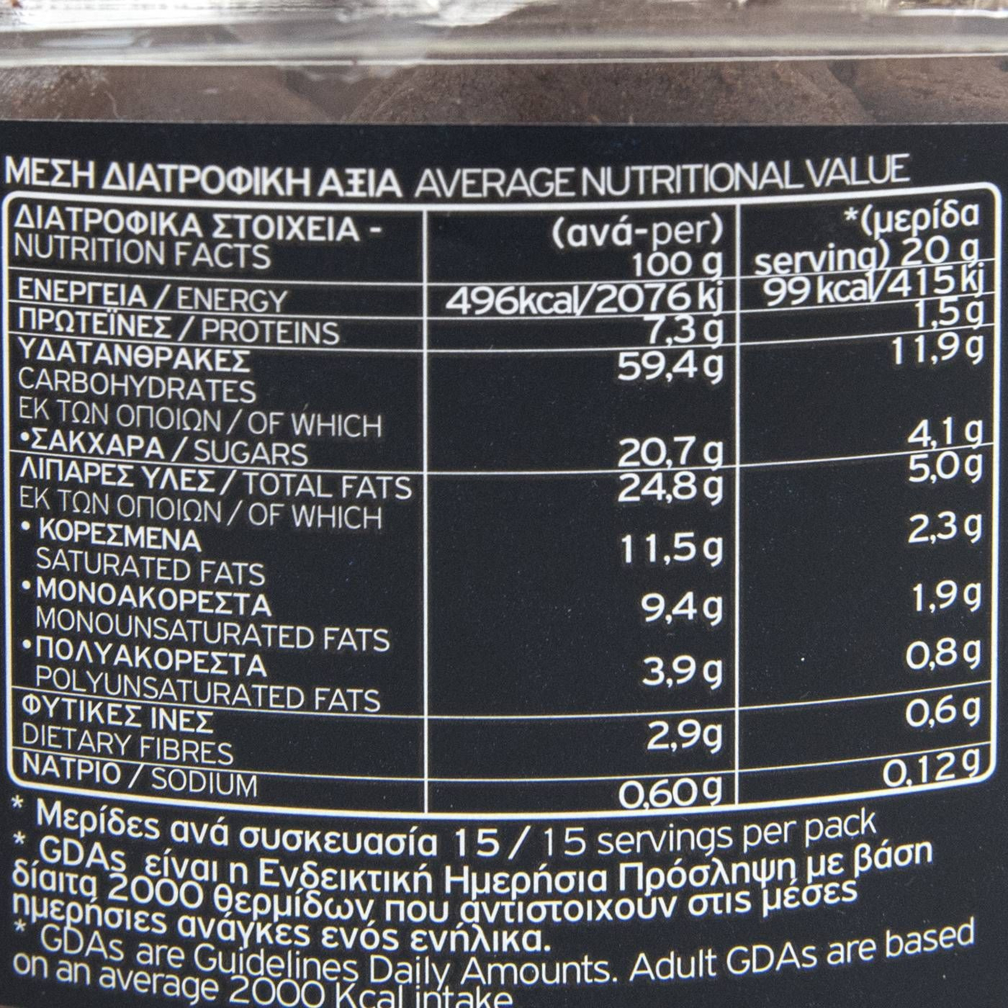 ΜΕΣΗ ΔΙΑΤΡΟΦΙΚΗ ΑΞΙΑ AVERAGE NUTRITIONAL VALUE
ΔΙΑΤΡΟΦΙΚΑ ΣΤΟΙΧΕΙΑ - (ανά-per) *(μερίδα
NUTRITION FACTS 100 g serving) 20 g
ΕΝΕΡΓΕΙΑ / ENERGY 496kcal/2076 kj 99 kcal/415 kj
ΠΡΩΤΕΪΝΕΣ / PROTEINS 7,3 g 1,5 g
ΥΔΑΤΑΝΘΡΑΚΕΣ 59,4 g 11,9 g
CARBOHYDRATES
ΕΚ ΤΩΝ ΟΠΟΙΩΝ / OF WHICH
•ΣΑΚΧΑΡΑ / SUGARS 20,7 g 4,1 g
ΛΙΠΑΡΕΣ ΥΛΕΣ / TOTAL FATS 24,8 g 5,0 g
ΕΚ ΤΩΝ ΟΠΟΙΩΝ / OF WHICH
• ΚΟΡΕΣΜΕΝΑ 11,5 g 2,3 g
SATURATED FATS
•ΜΟΝΟΑΚΟΡΕΣΤΑ 9,4 g 1,9 g
MONOUNSATURATED FATS
•ΠΟΛΥΑΚΟΡΕΣΤΑ 3,9 g 0,8 g
POLYUNSATURATED FATS
ΦΥΤΙΚΕΣ ΙΝΕΣ 2,9g 0,6 g
DIETARY FIBRES
ΝΑΤΡΙΟ / SODIUM 0,60 g 0,12 g
* Μερίδες ανά συσκευασία 15 / 15 servings per pack
* GDAs είναι η Ενδεικτική Ημερήσια Πρόσληψη με βάση
δίαιτα 2000 θερμίδων που αντιστοιχούν στις μέσες
ημερήσιες ανάγκες ενός ενήλικα.
* GDAs are Guidelines Daily Amounts. Adult GDAs are based
on an average 2000 Kcal intake